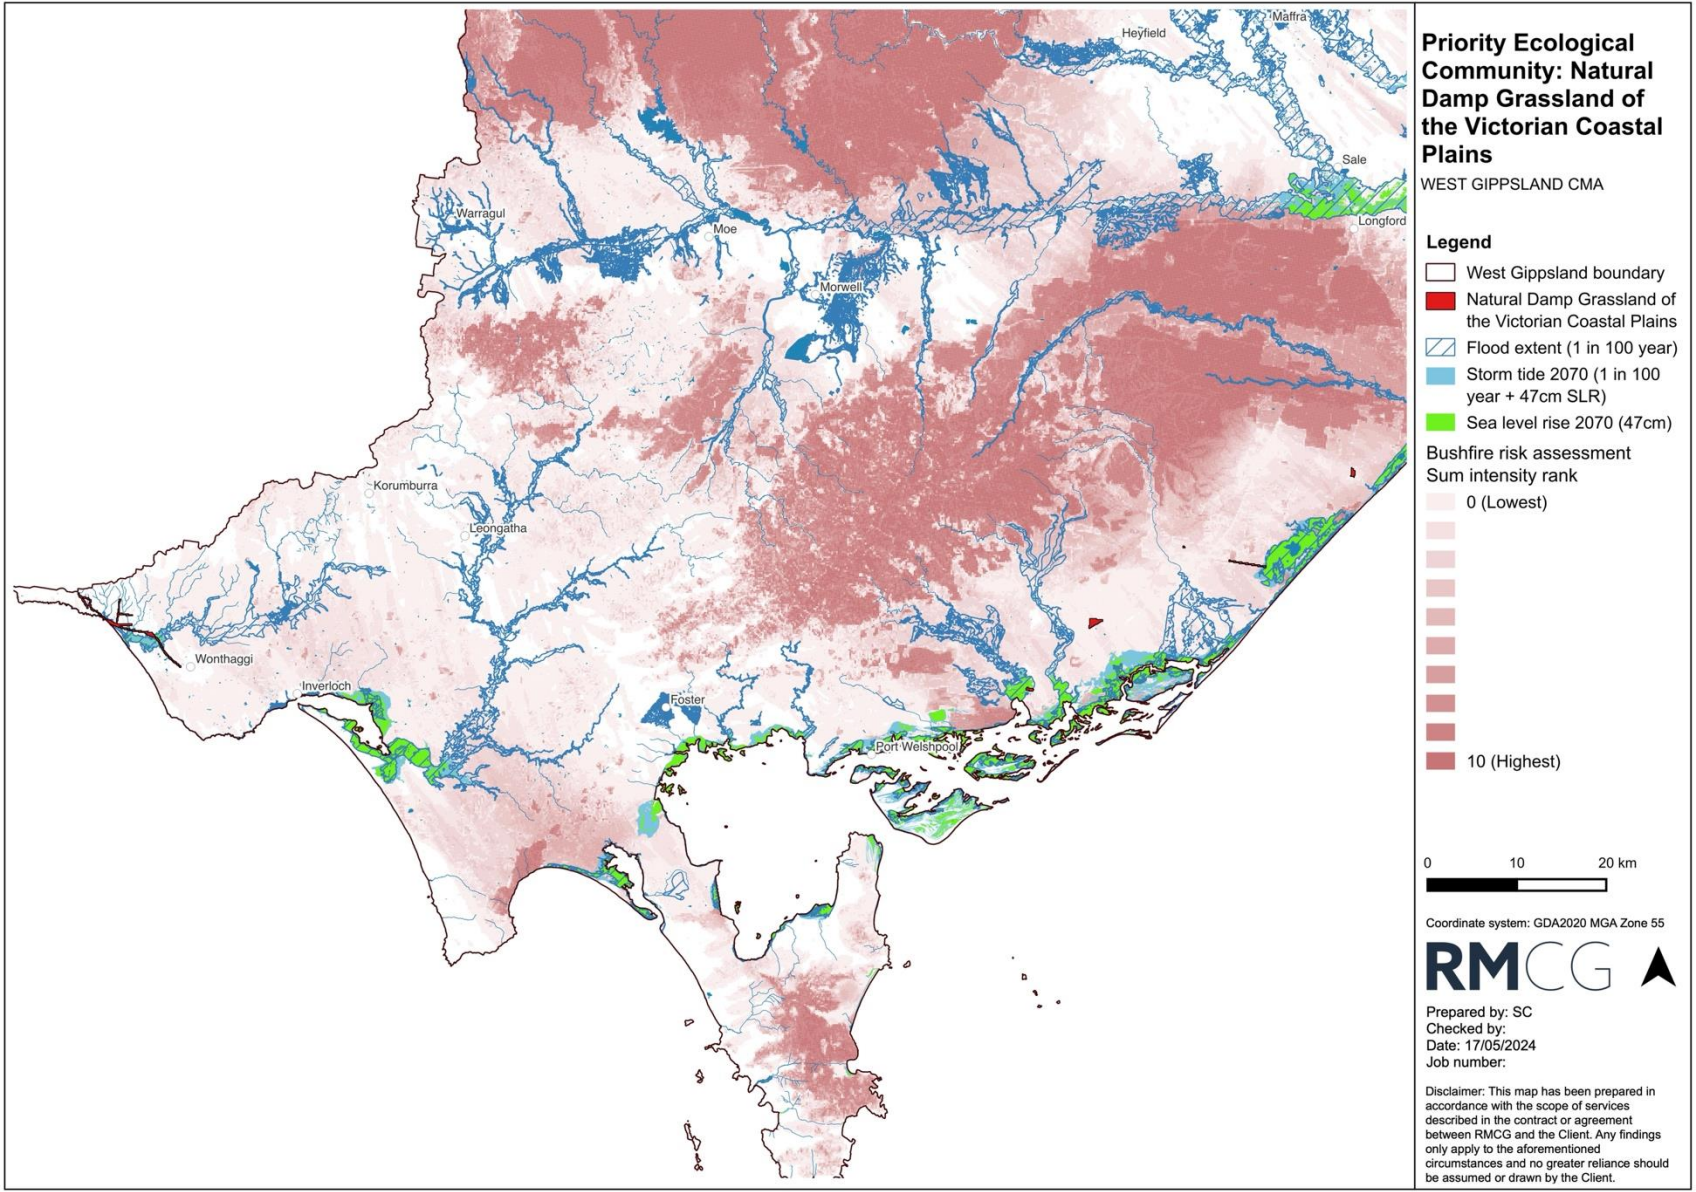 Maffra
Heyfield
Sale
Longford
Warragul
Moe
Morwell
Korumburra
Leongatha
Wonthaggi
Inverloch
Foster
Port Welshpool
Priority Ecological
Community: Natural
Damp Grassland of
the Victorian Coastal
Plains
WEST GIPPSLAND CMA
Legend
West Gippsland boundary
Natural Damp Grassland of
the Victorian Coastal Plains
Flood extent (1 in 100 year)
Storm tide 2070 (1 in 100
year + 47cm SLR)
Sea level rise 2070 (47cm)
Bushfire risk assessment
Sum intensity rank
0 (Lowest)
10 (Highest)
0 10 20 km
Coordinate system: GDA2020 MGA Zone 55
RMCG
Prepared by: SC
Checked by:
Date: 17/05/2024
Job number:
Disclaimer: This map has been prepared in
accordance with the scope of services
described in the contract or agreement
between RMCG and the Client. Any findings
only apply to the aforementioned
circumstances and no greater reliance should
be assumed or drawn by the Client.